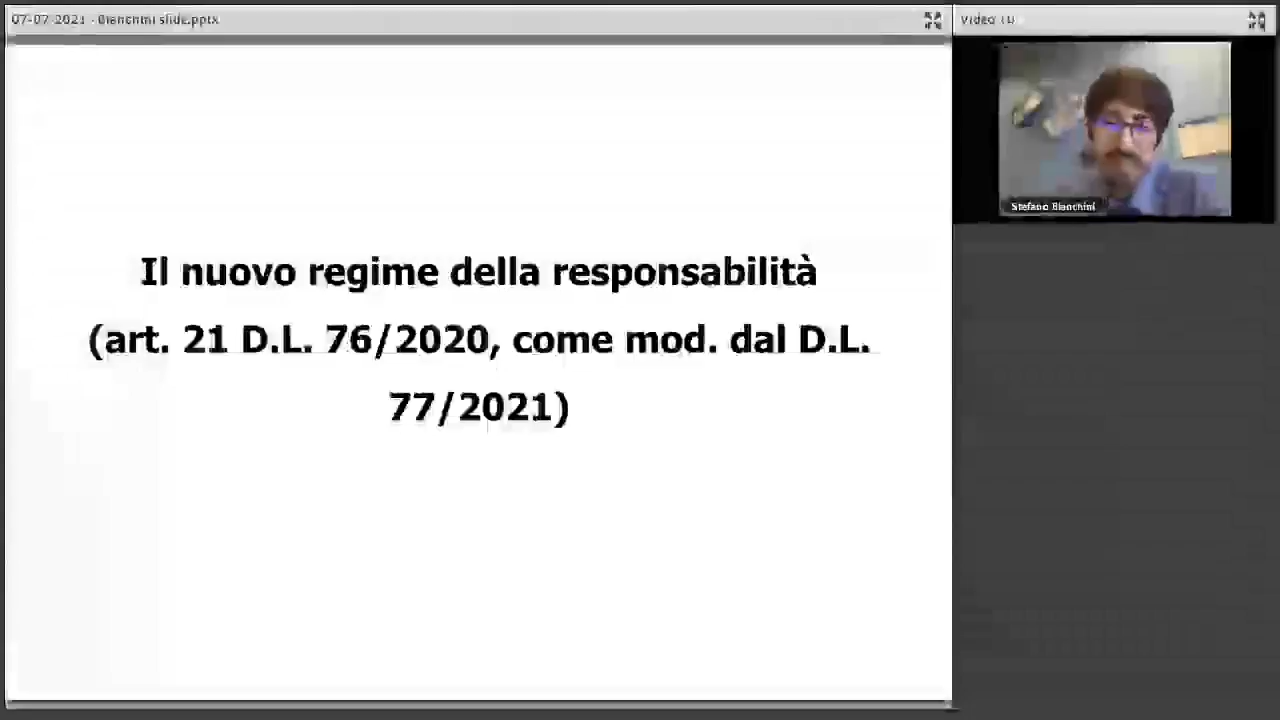 07-07-2021 - Bianchini slide.pptx
Video (1)
Stefano Bianchini
Il nuovo regime della responsabilità
(art. 21 D.L. 76/2020, come mod. dal D.L.
77/2021)